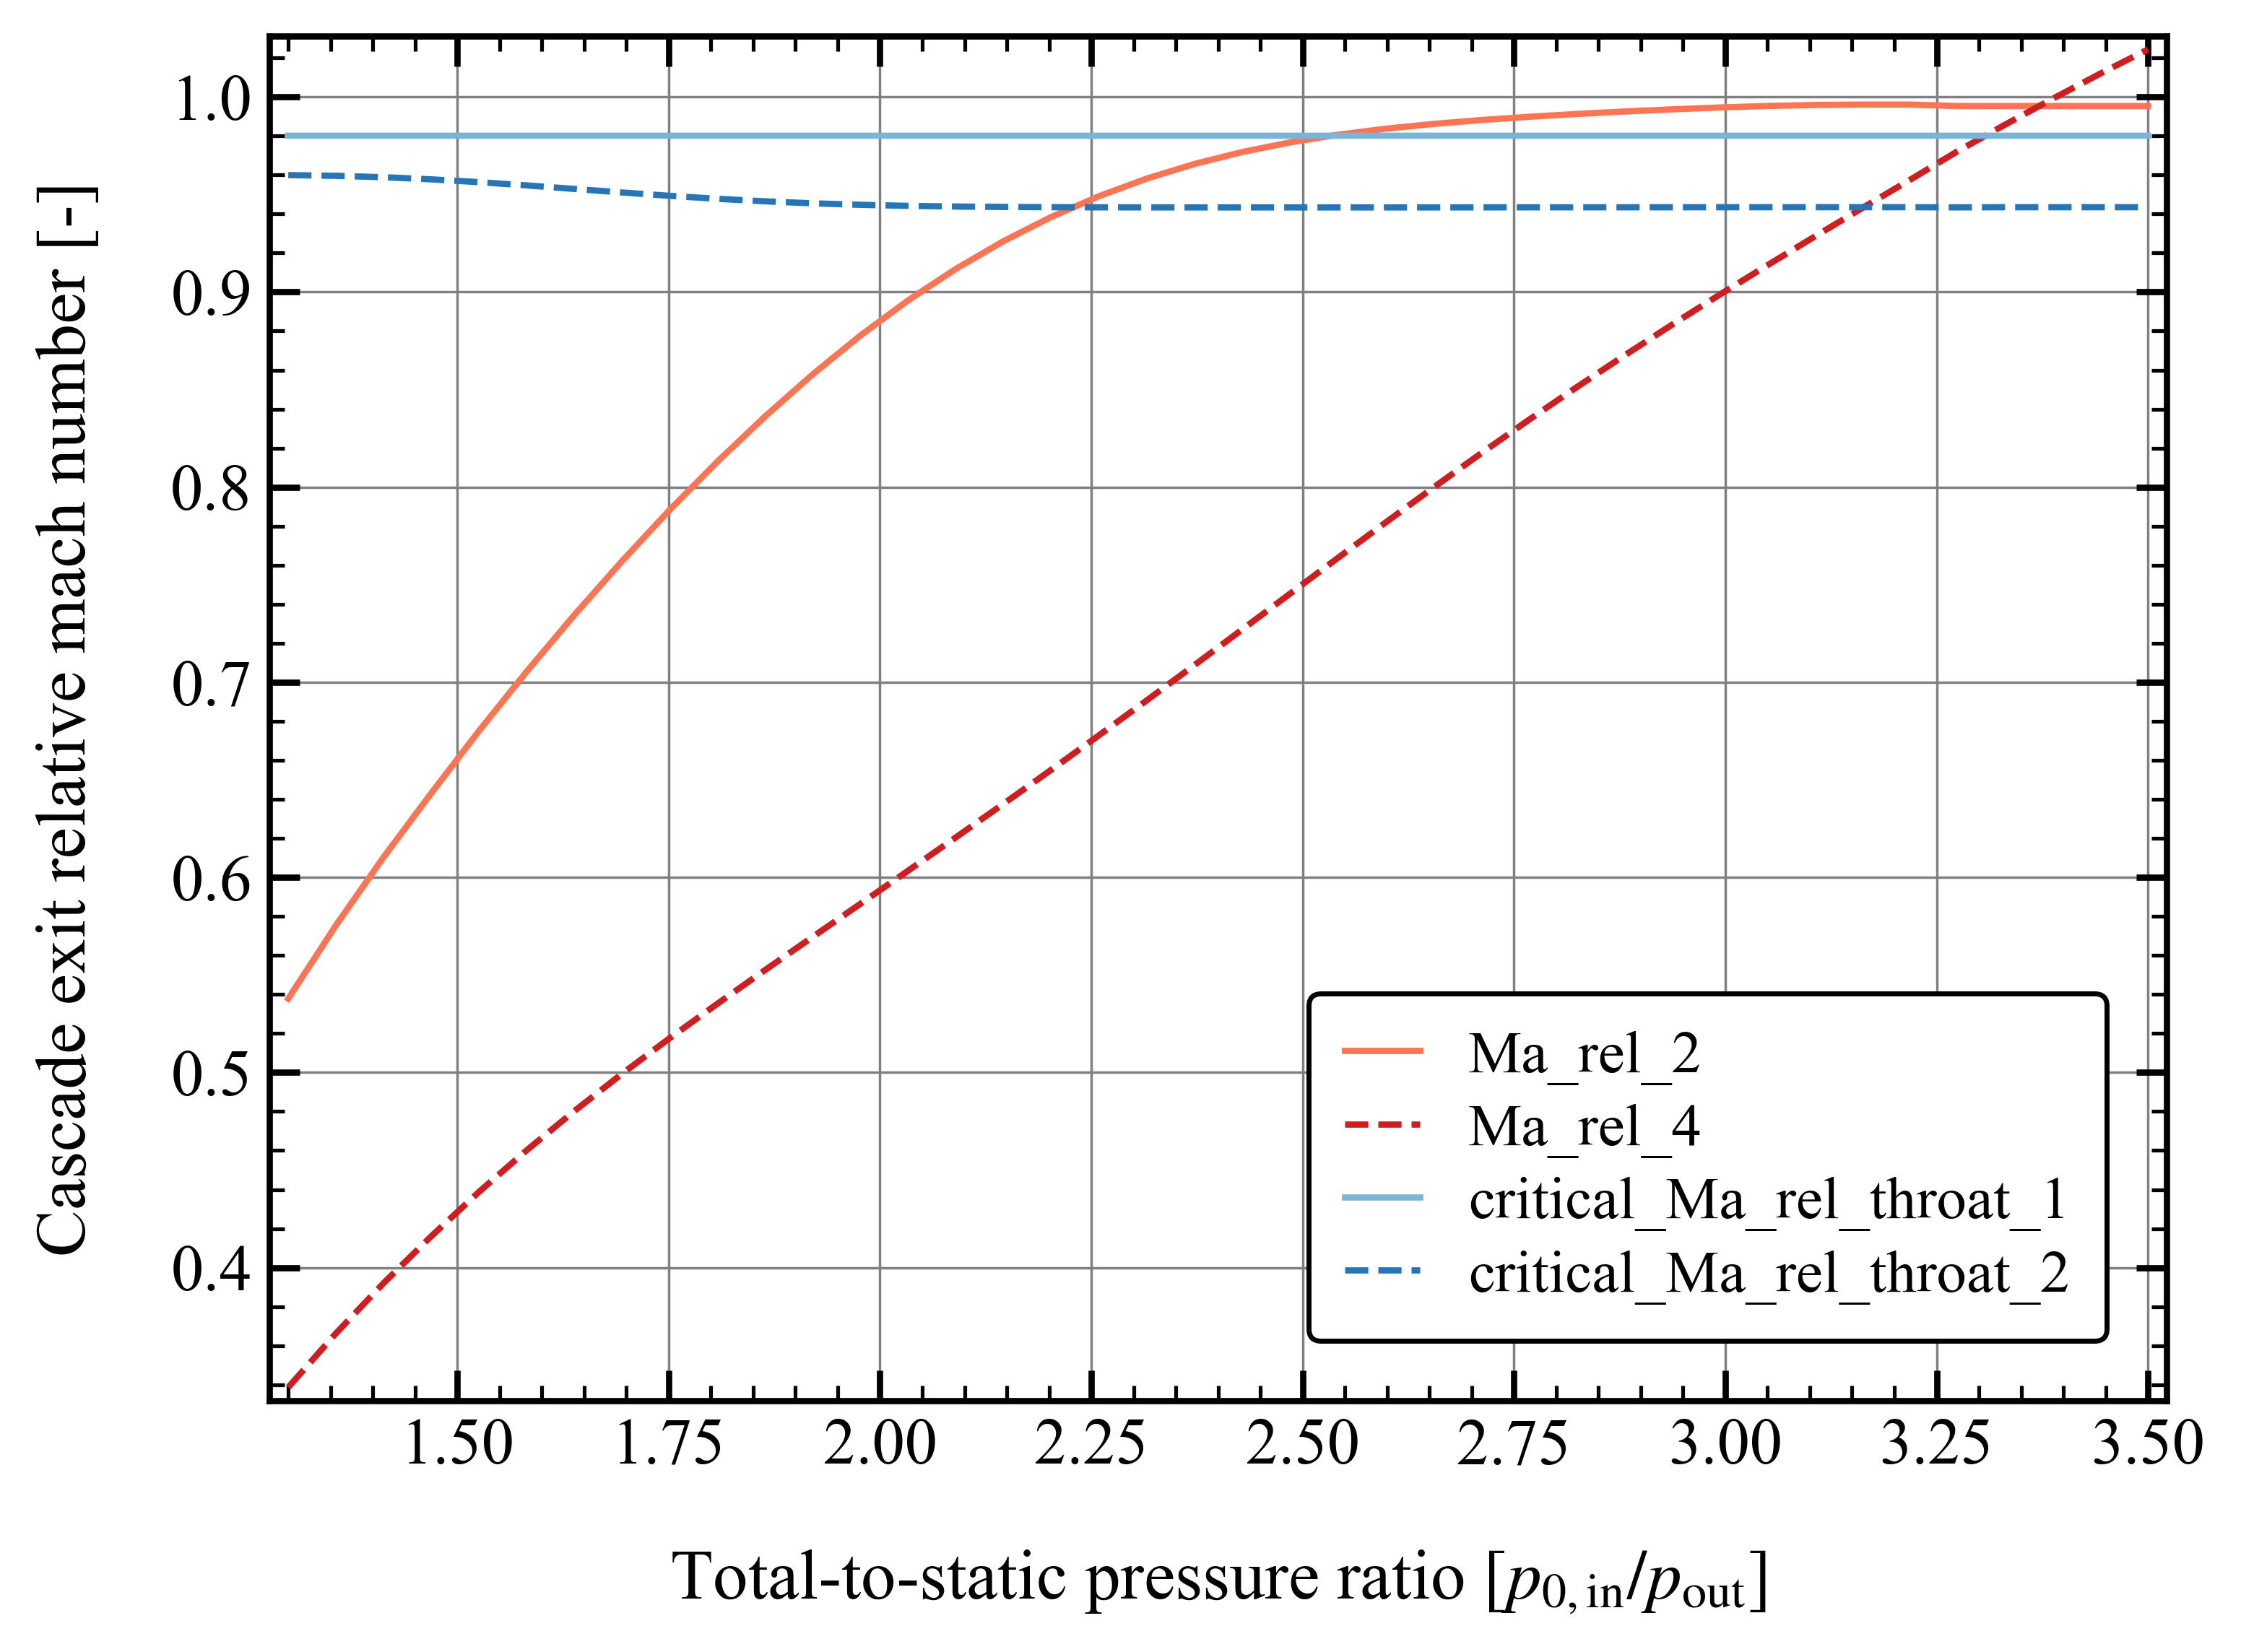 Cascade exit relative mach number [-]
1.0
0.9
0.8
0.7
0.6
0.5
0.4
Ma_rel_2
Ma_rel_4
critical_Ma_rel_throat_1
critical_Ma_rel_throat_2
1.50 1.75 2.00 2.25 2.50 2.75 3.00 3.25 3.50
Total-to-static pressure ratio [p0, in/pout]